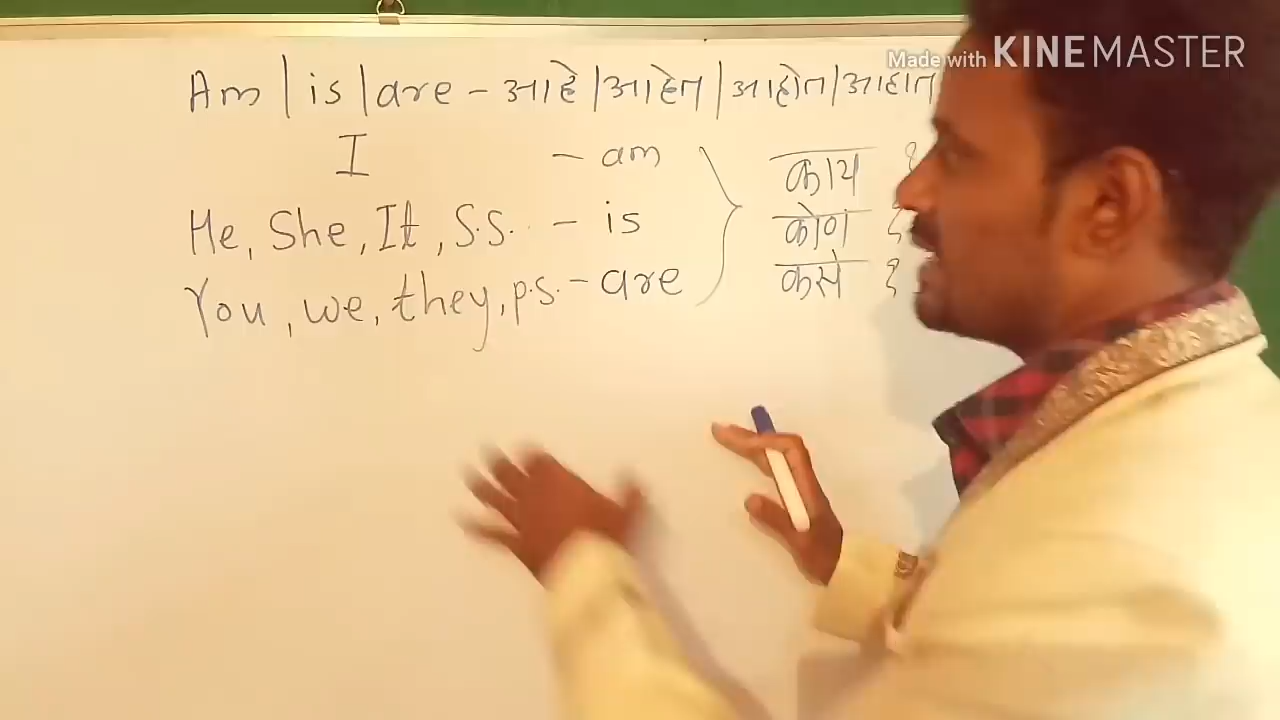 Made with KINEMASTER
Am | is | are - आहे | आहेत | आहोत | आहात
I - am
He, She, It, S.S. - is
You, we, they, p.s. - are
काय ?
कोण ?
कसे ?